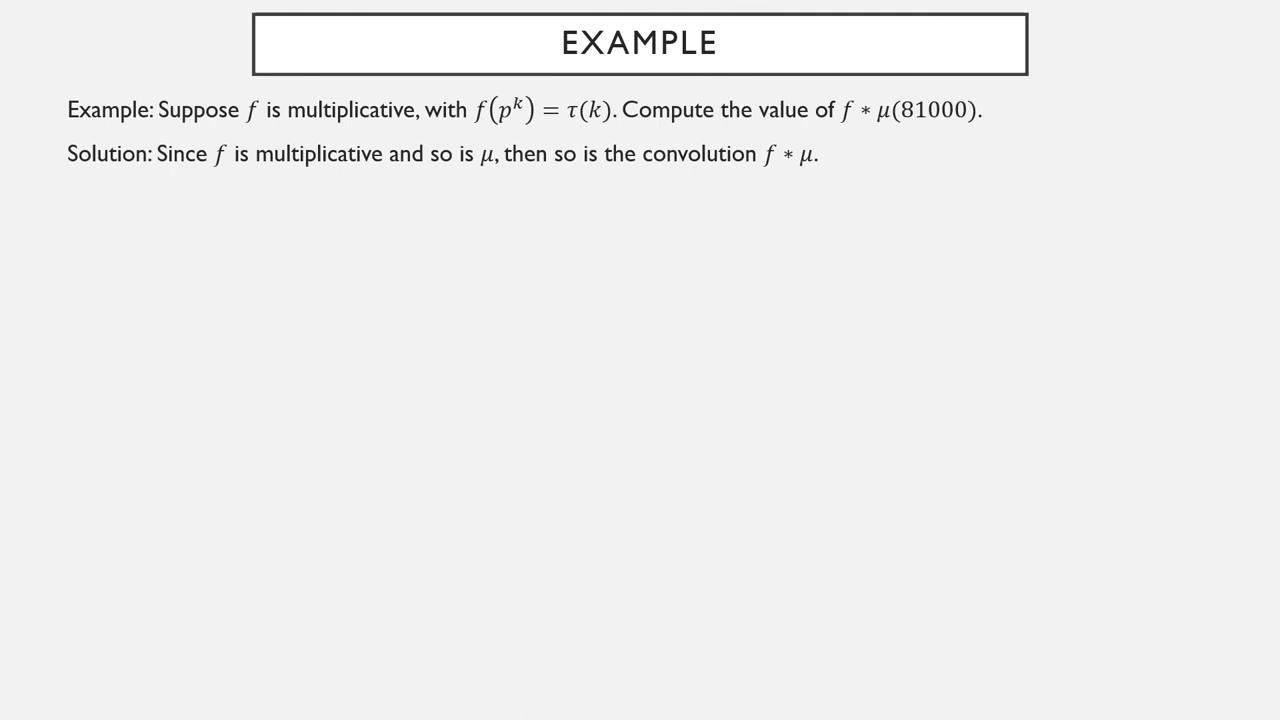 EXAMPLE
Example: Suppose f is multiplicative, with f(p^k) = τ(k). Compute the value of f ∗ μ(81000).
Solution: Since f is multiplicative and so is μ, then so is the convolution f ∗ μ.